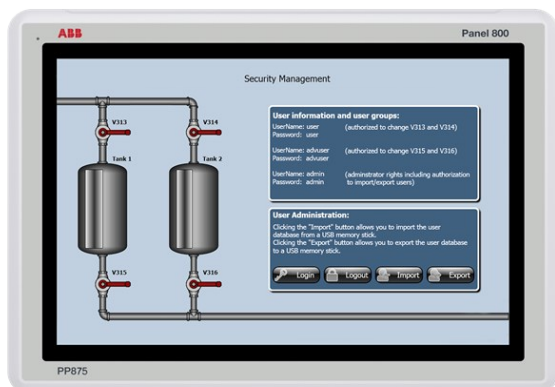 ABB
Panel 800
Security Management
V313
V314
Tank 1
Tank 2
V315
V316
User information and user groups:
UserName: user (authorized to change V313 and V314)
Password: user
UserName: advuser (authorized to change V315 and V316)
Password: advuser
UserName: admin (adminstrator rights including authorization
Password: admin to import/export users)
User Administration:
Clicking the "Import" button allows you to import the user
database from a USB memory stick.
Clicking the "Export" button allows you to export the user database
to a USB memory stick.
Login
Logout
Import
Export
PP875